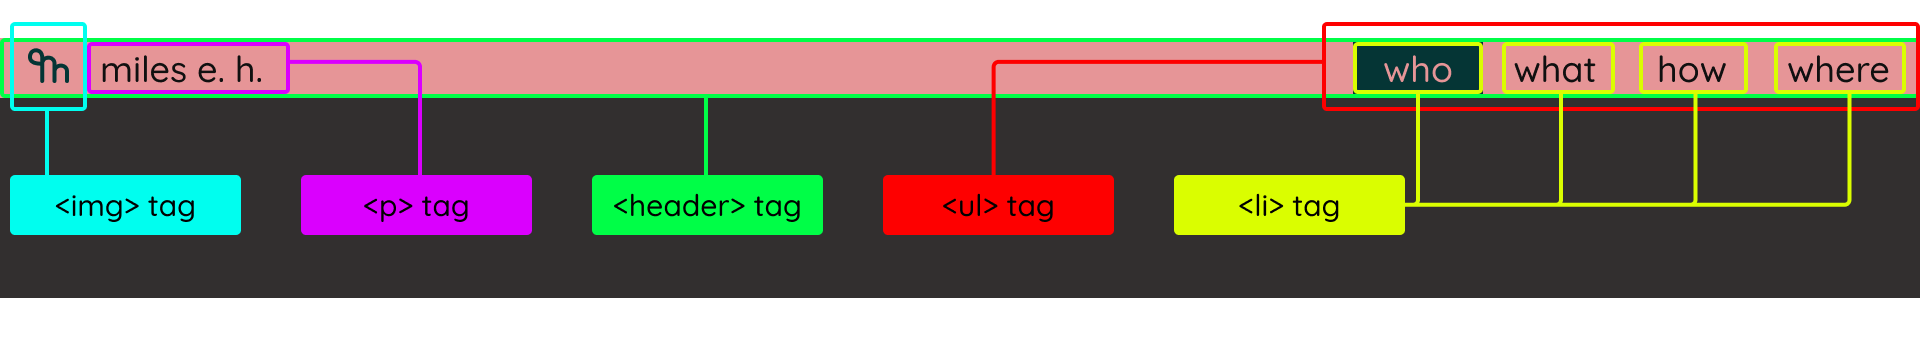 miles e. h.
who what how where
<img> tag <p> tag <header> tag <ul> tag <li> tag